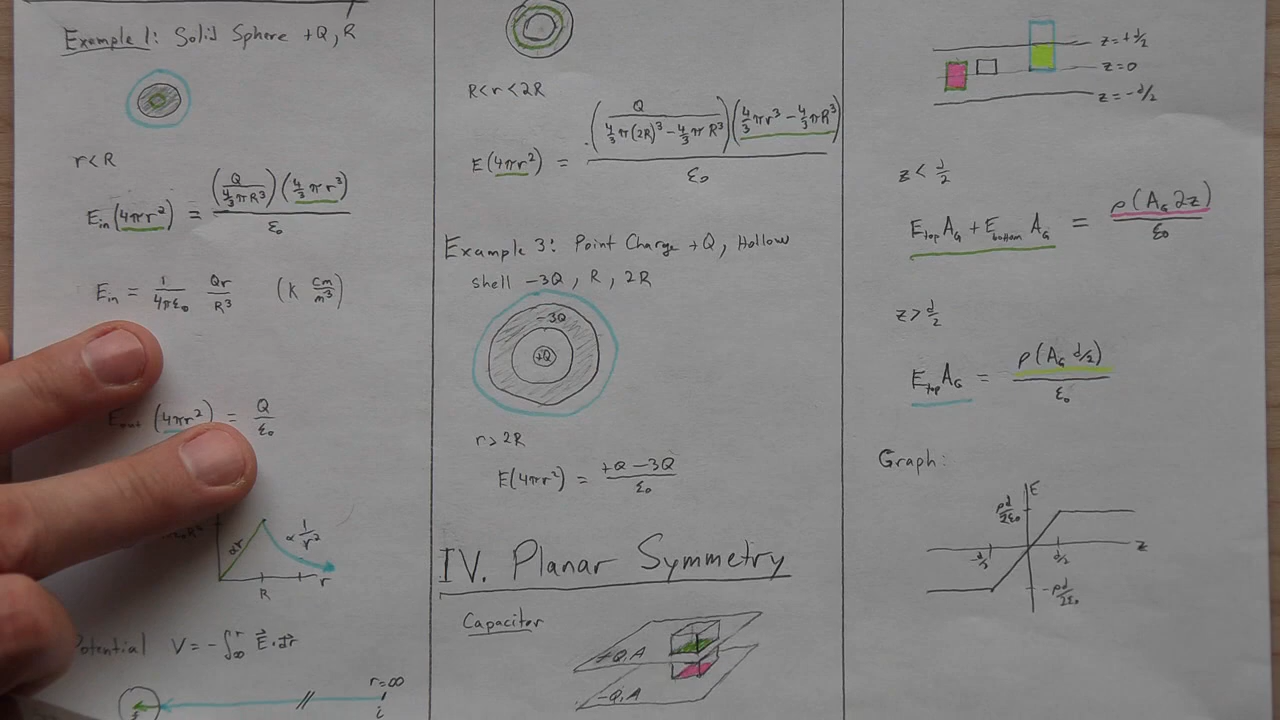 Example 1: Solid Sphere +Q, R
r < R
E_in (4πr²) = (Q / (4/3 πR³)) (4/3 πr³) / ε₀
E_in = 1/(4πε₀) Qr/R³ (K C·m/m³)
E_out (4πr²) = Q/ε₀
αr
α 1/r²
R
r
Potential V = -∫_∞^r E⃗·dr⃗
r=∞
i
f
R < r < 2R
E(4πr²) = (Q / (4/3 π(2R)³ - 4/3 πR³)) (4/3 πr³ - 4/3 πR³) / ε₀
Example 3: Point Charge +Q, Hollow
shell -3Q, R, 2R
-3Q
+Q
r > 2R
E(4πr²) = (+Q - 3Q)/ε₀
IV. Planar Symmetry
Capacitor
+Q, A
-Q, A
z = +d/2
z = 0
z = -d/2
z < d/2
E_top A_G + E_bottom A_G = ρ(A_G 2z)/ε₀
z > d/2
E_top A_G = ρ(A_G d/2)/ε₀
Graph:
E
ρd/2ε₀
-d/2
d/2
z
-ρd/2ε₀